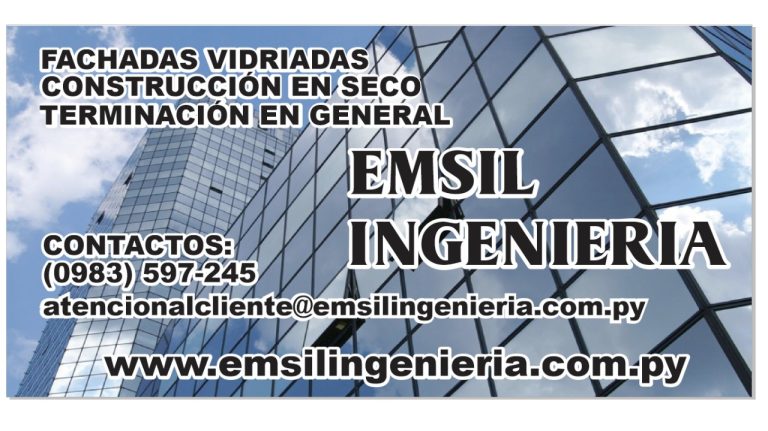 FACHADAS VIDRIADAS
CONSTRUCCIÓN EN SECO
TERMINACIÓN EN GENERAL
EMSIL
INGENIERIA
CONTACTOS:
(0983) 597-245
atencionalcliente@emsilingenieria.com.py
www.emsilingenieria.com.py